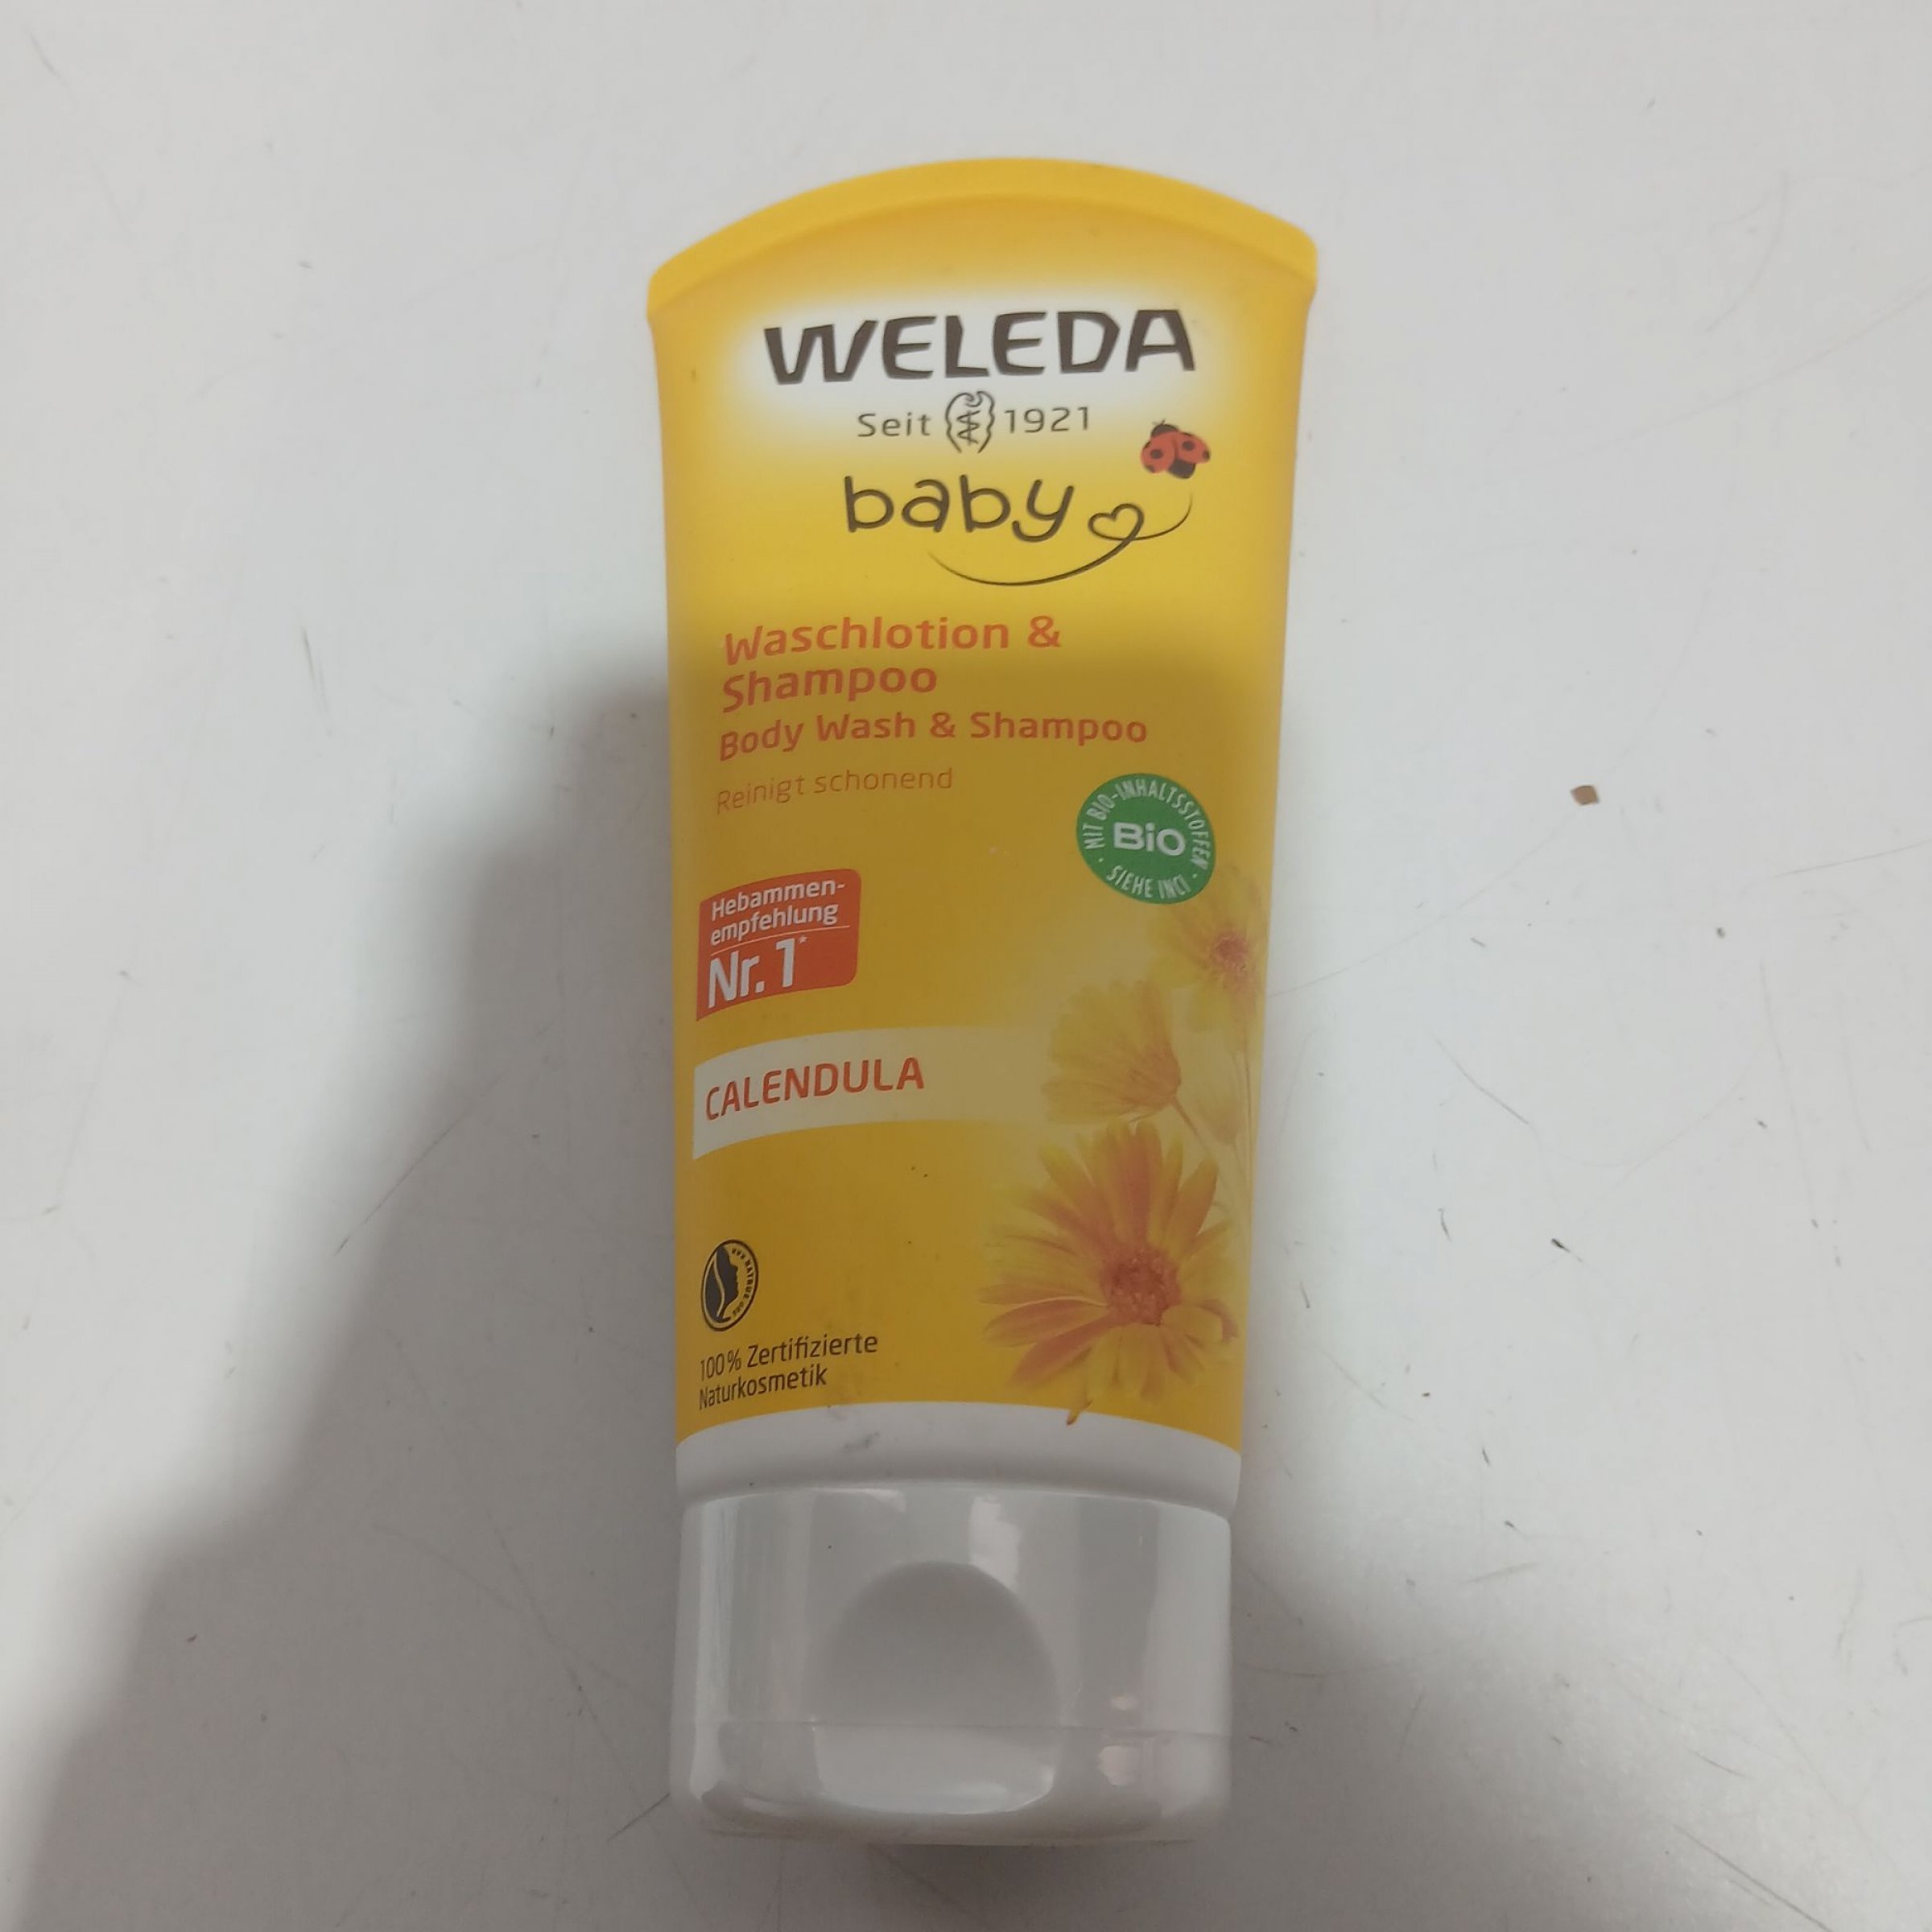 WELEDA
Seit 1921
baby
Waschlotion &
Shampoo
Body Wash & Shampoo
Reinigt schonend
MIT BIO-INHALTSSTOFFEN
BiO
SIEHE INCI
Hebammen-
empfehlung
Nr. 1*
CALENDULA
100% Zertifizierte
Naturkosmetik